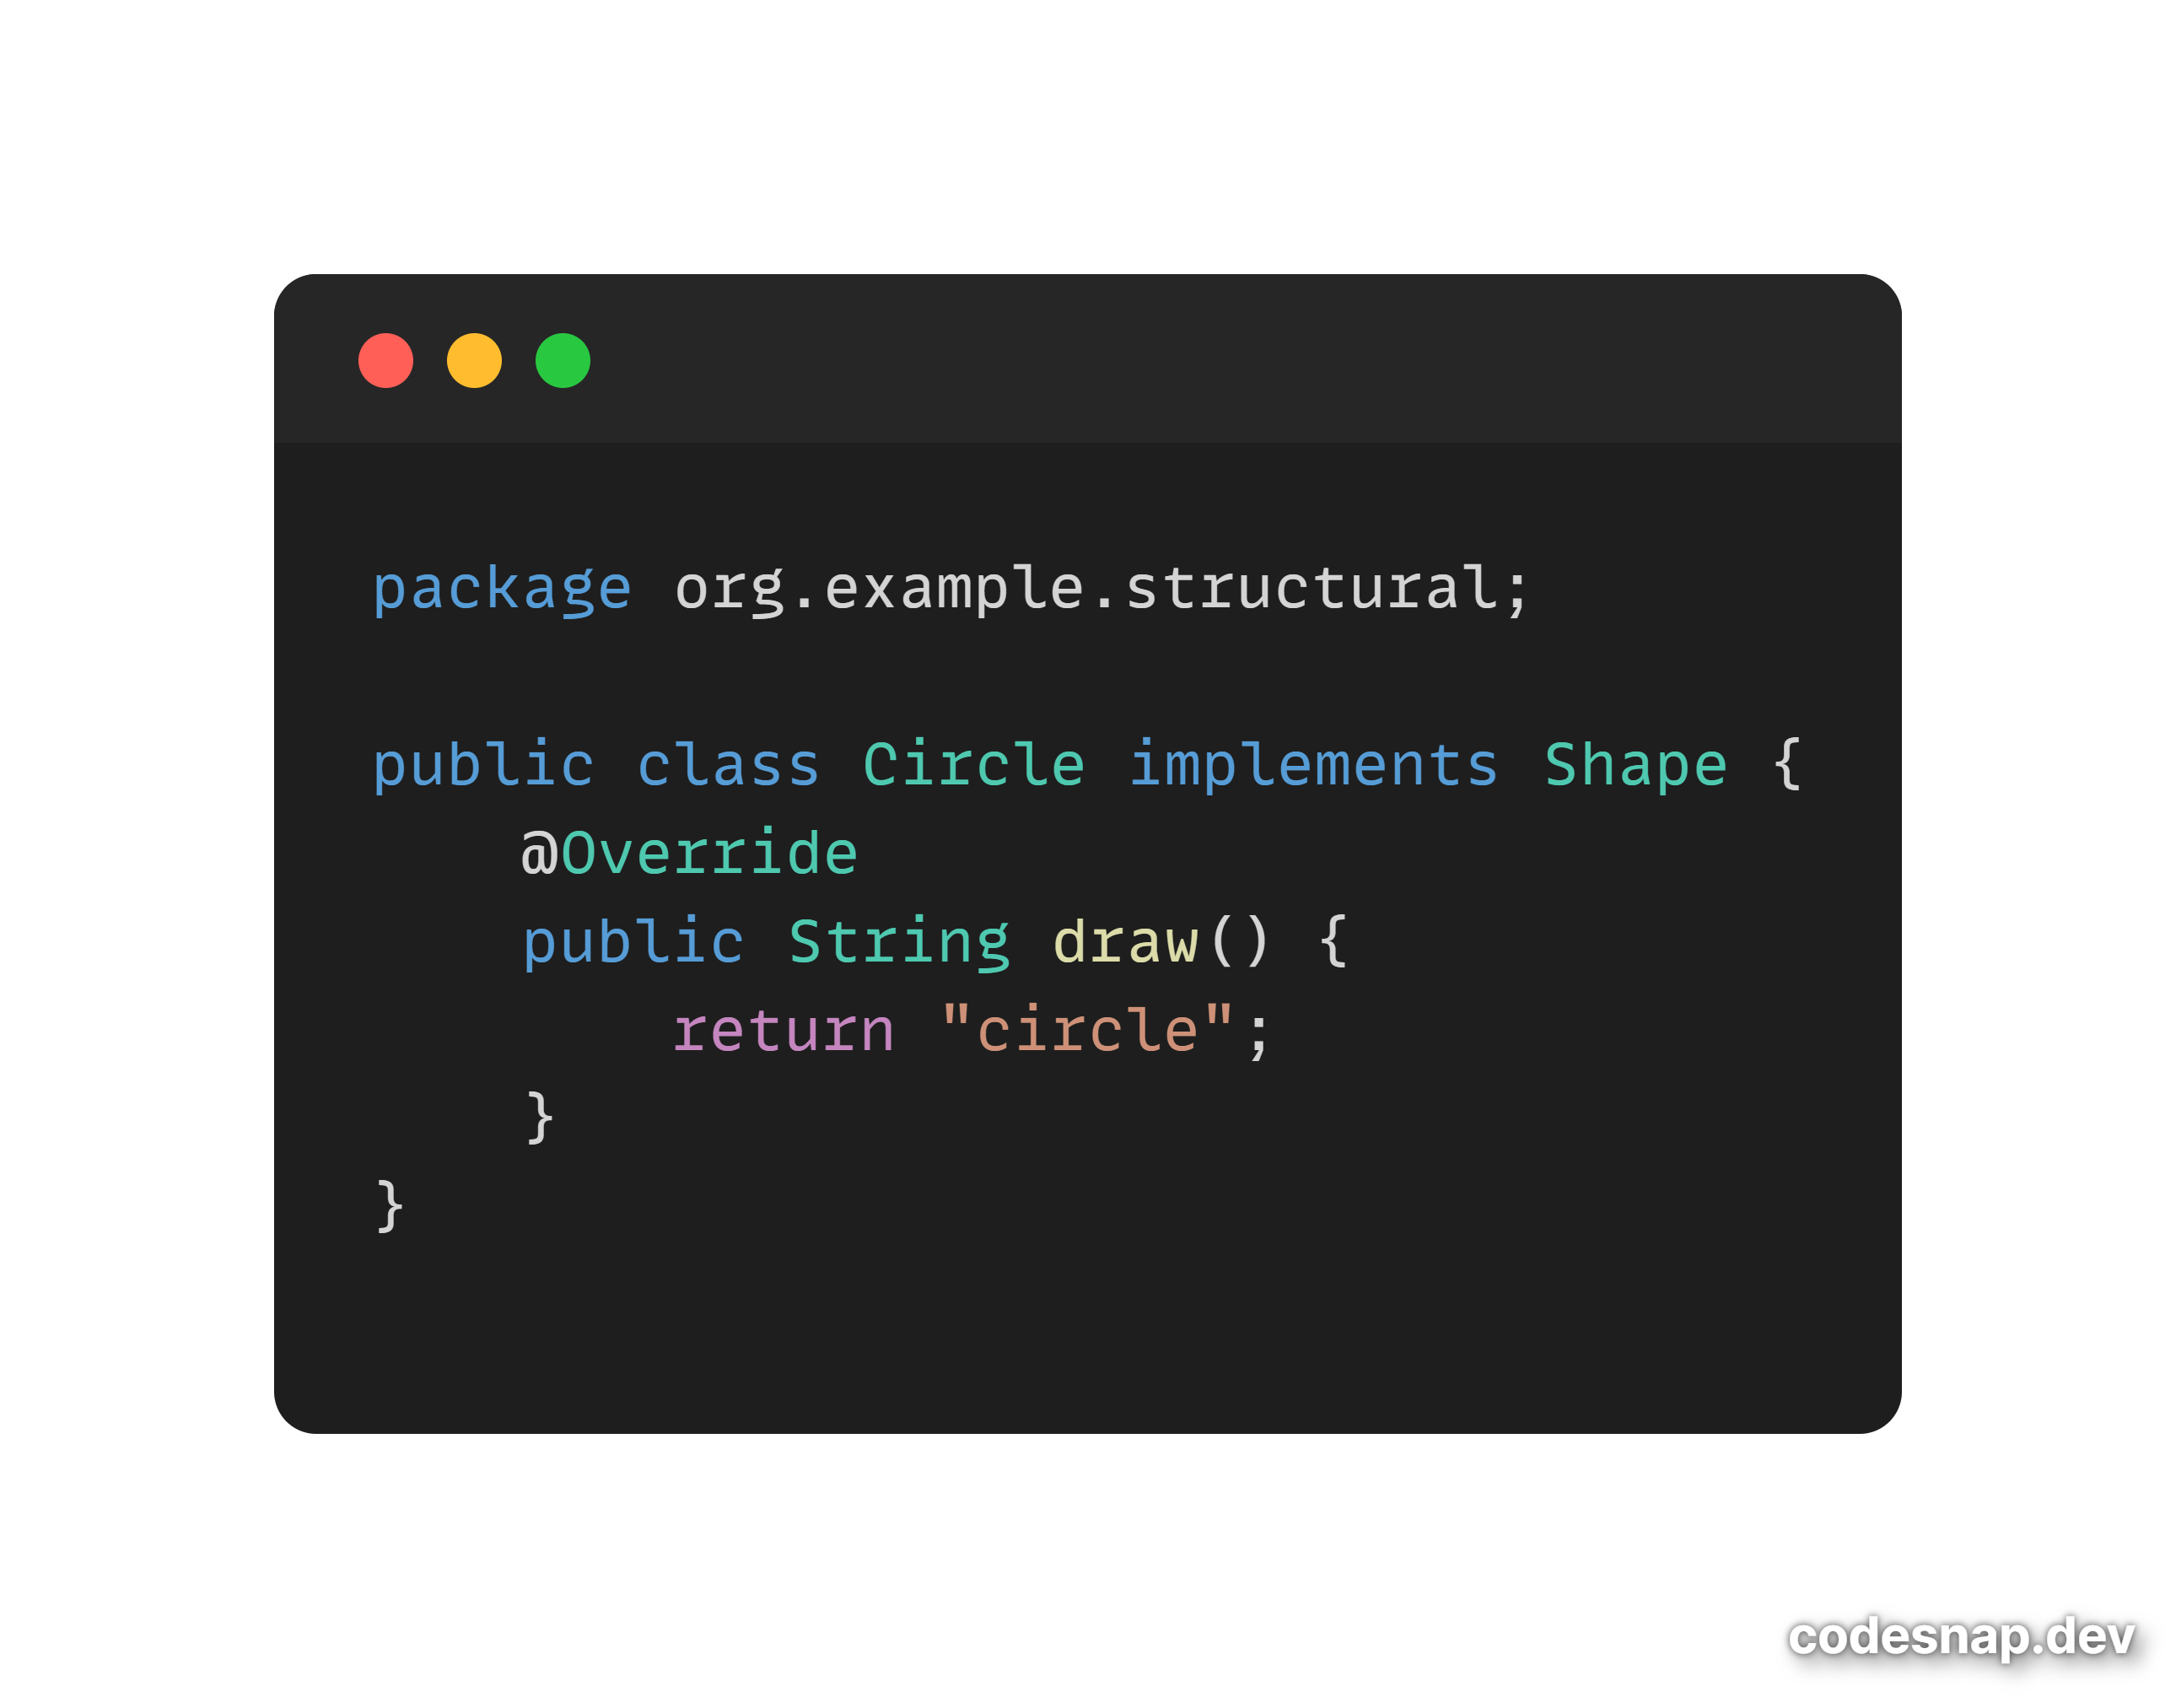 package org.example.structural;

public class Circle implements Shape {
    @Override
    public String draw() {
        return "circle";
    }
}
codesnap.dev